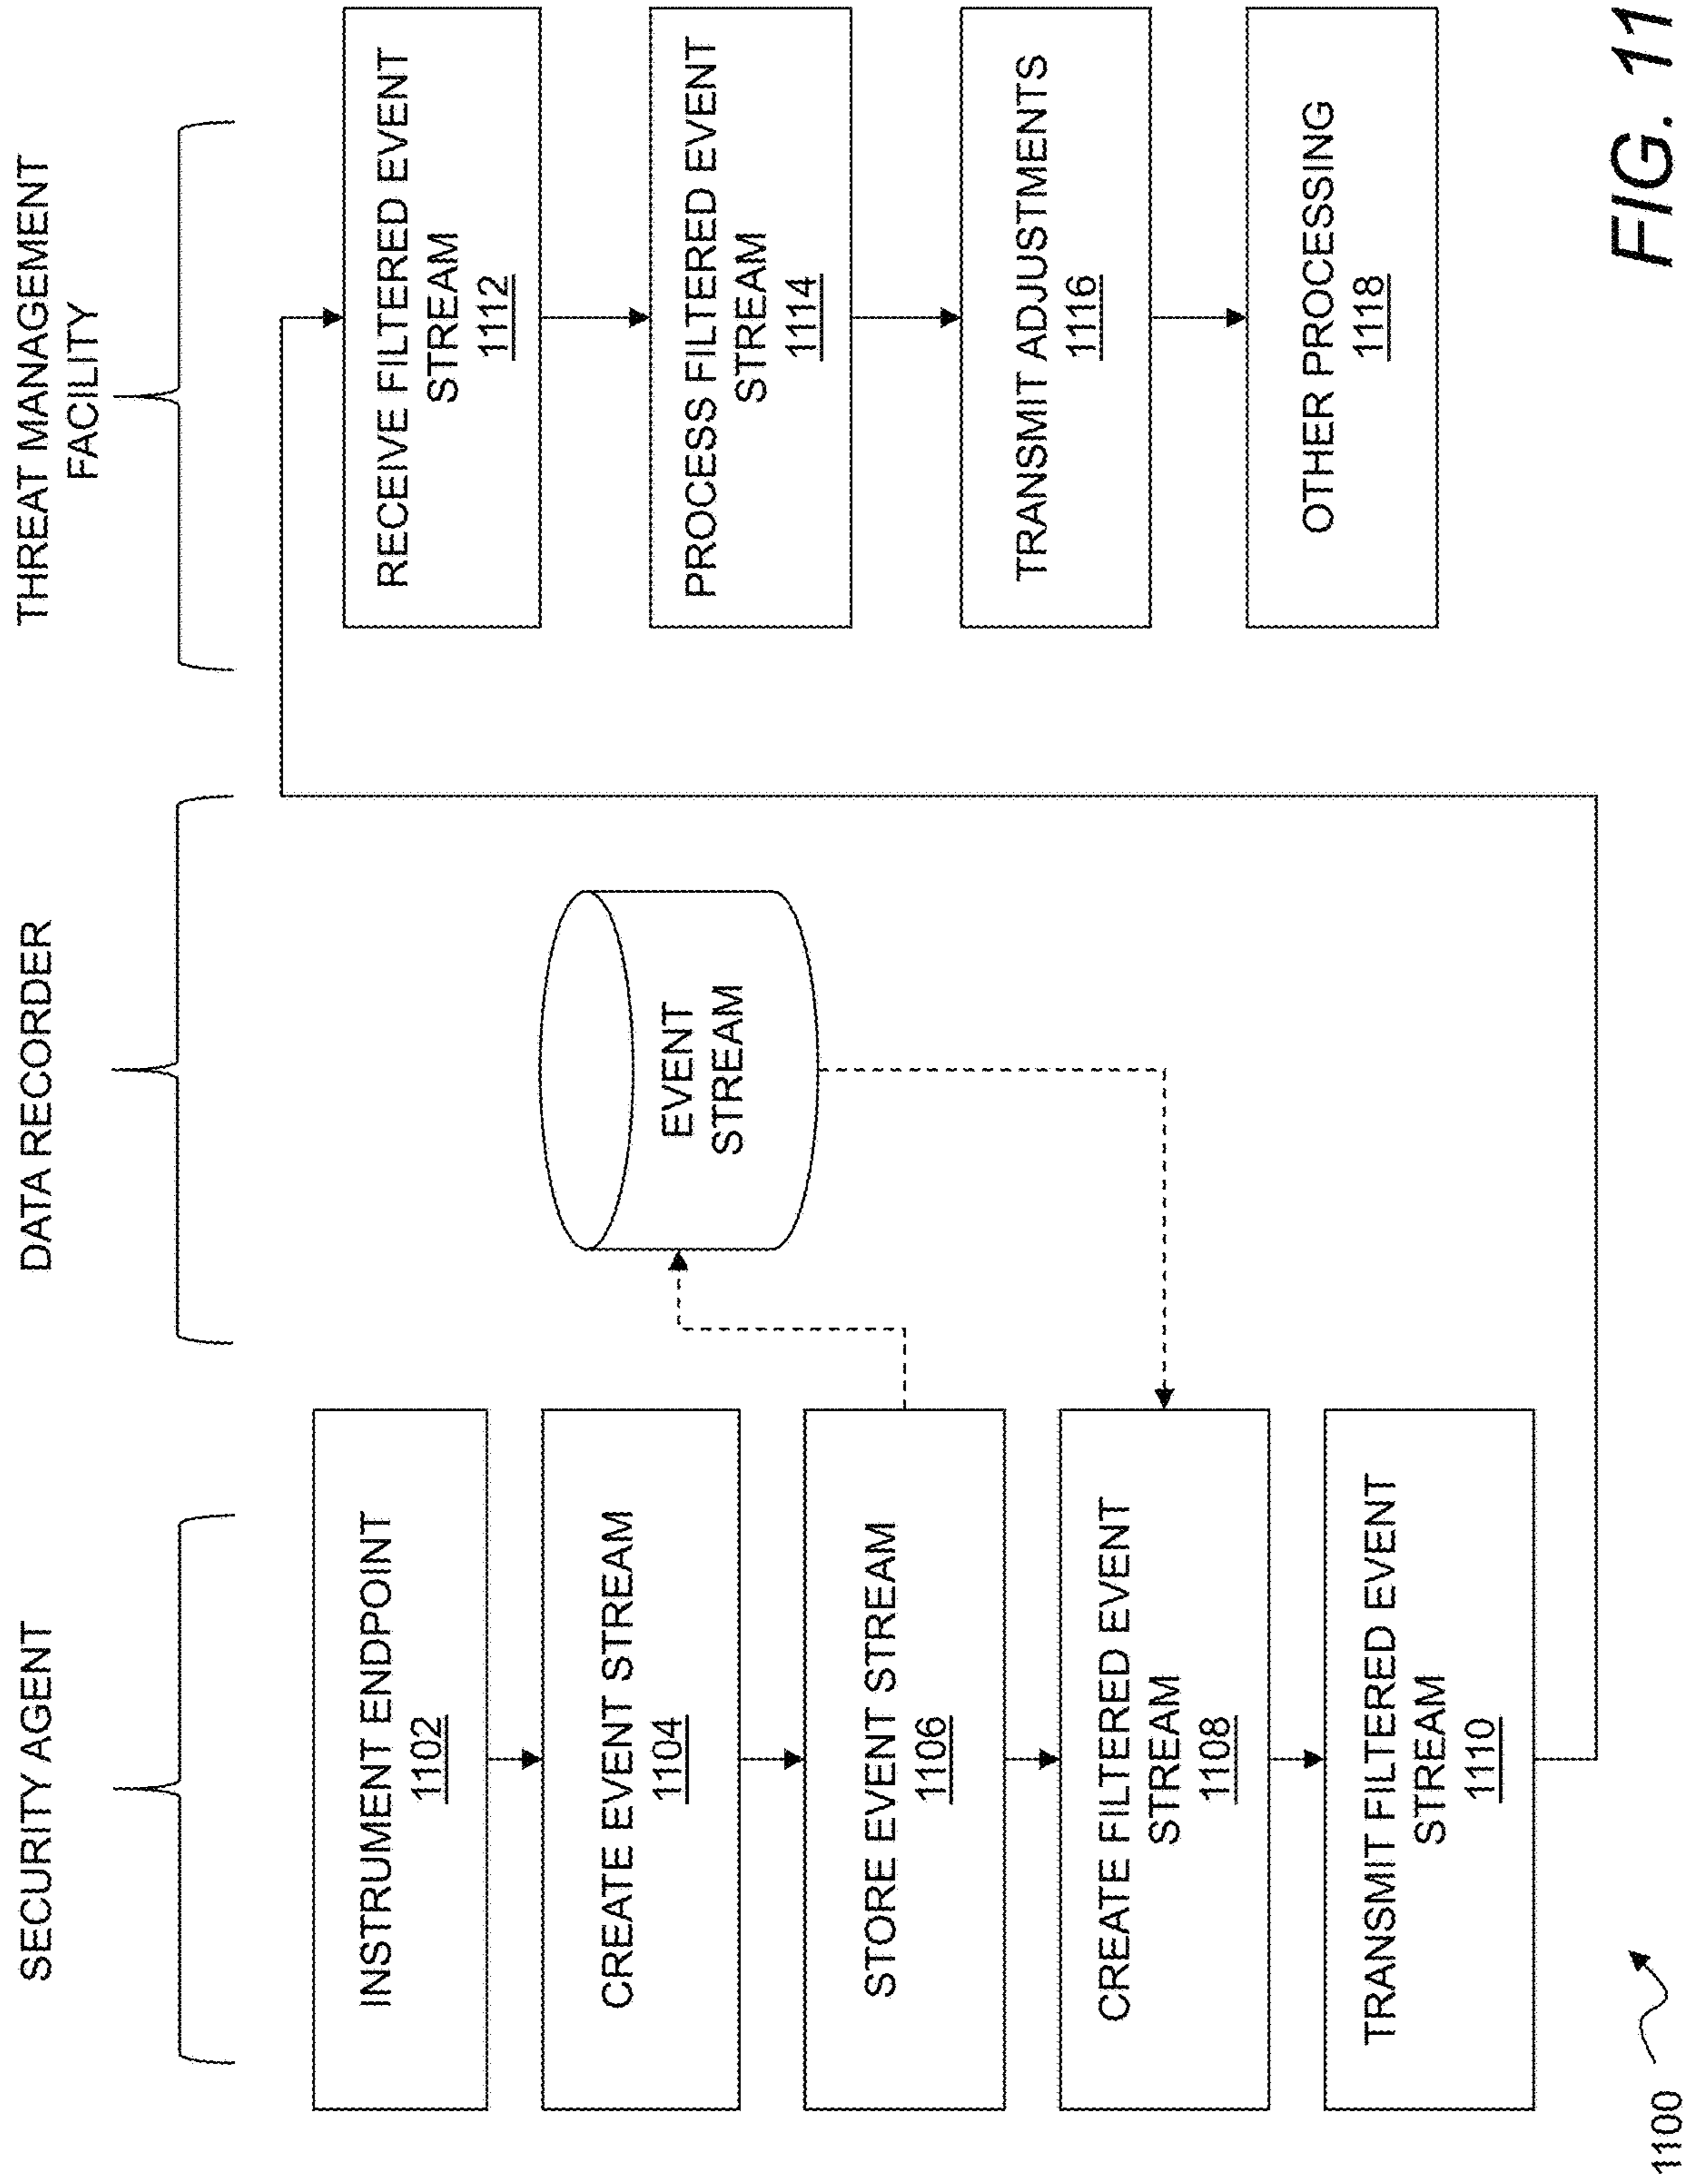 SECURITY AGENT
INSTRUMENT ENDPOINT
1102
CREATE EVENT STREAM
1104
STORE EVENT STREAM
1106
CREATE FILTERED EVENT
STREAM
1108
TRANSMIT FILTERED EVENT
STREAM
1110
DATA RECORDER
EVENT
STREAM
THREAT MANAGEMENT
FACILITY
RECEIVE FILTERED EVENT
STREAM
1112
PROCESS FILTERED EVENT
STREAM
1114
TRANSMIT ADJUSTMENTS
1116
OTHER PROCESSING
1118
1100
FIG. 11